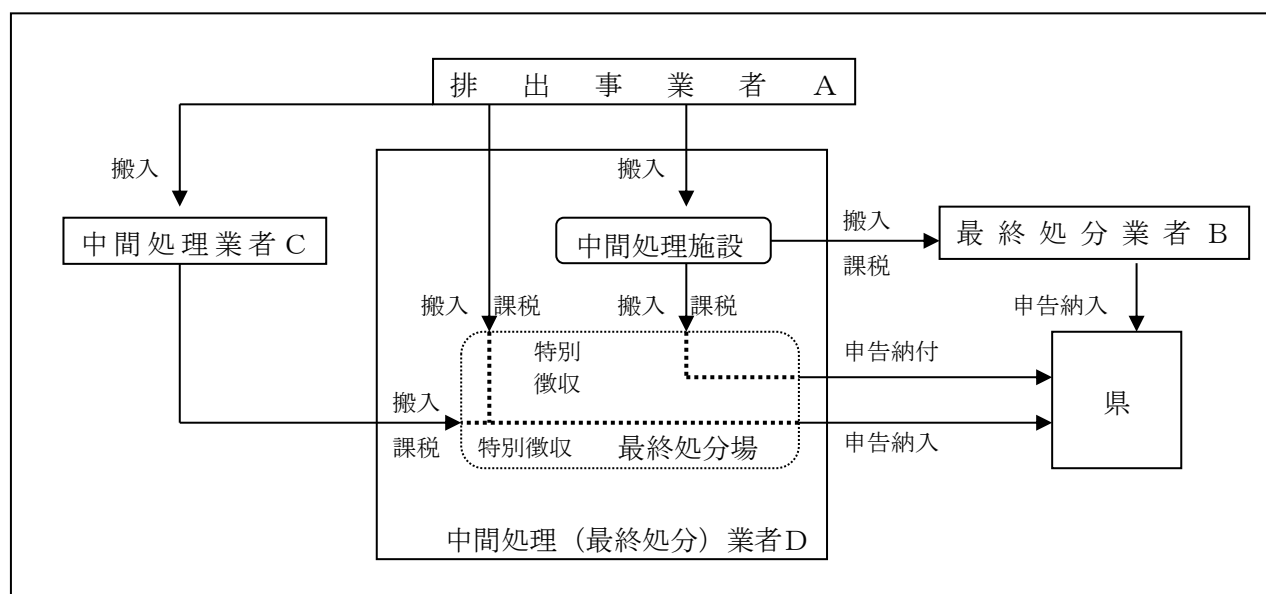 排出事業者A
搬入
搬入
中間処理業者C
中間処理施設
搬入
課税
最終処分業者B
搬入
課税
搬入
課税
申告納入
特別
徴収
申告納付
県
搬入
課税
特別徴収
最終処分場
申告納入
中間処理（最終処分）業者D